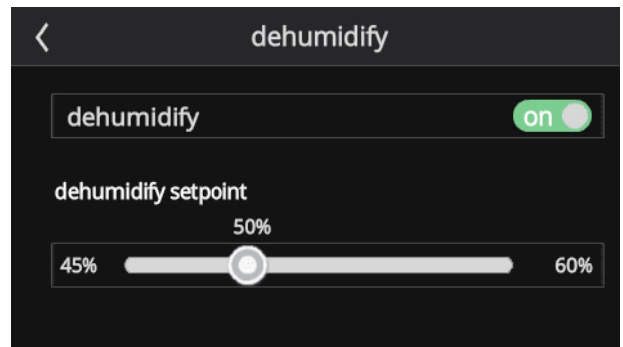 dehumidify
dehumidify on
dehumidify setpoint
50%
45% 60%